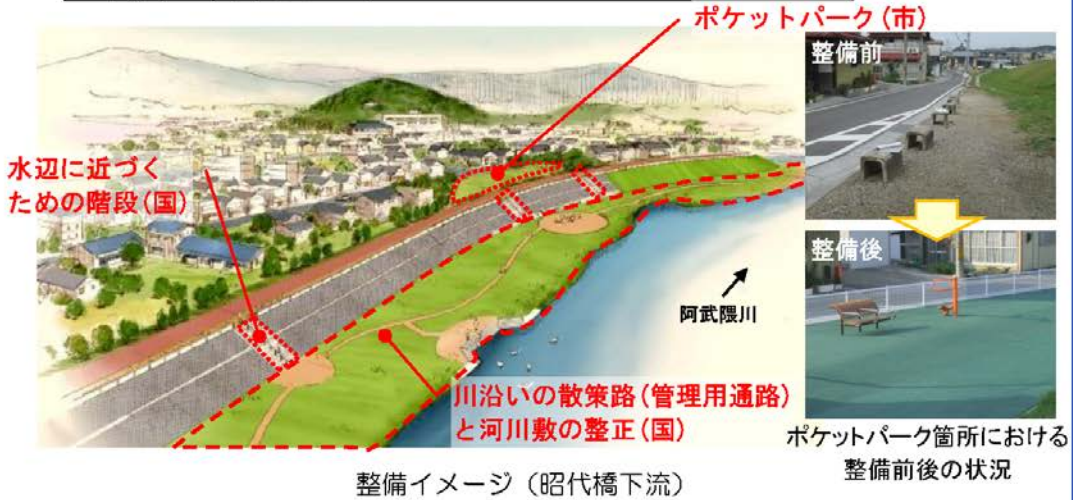 ポケットパーク(市)
整備前
水辺に近づく
ための階段(国)
整備後
阿武隈川
川沿いの散策路(管理用通路)
と河川敷の整正(国)
ポケットパーク箇所における
整備前後の状況
整備イメージ(昭代橋下流)